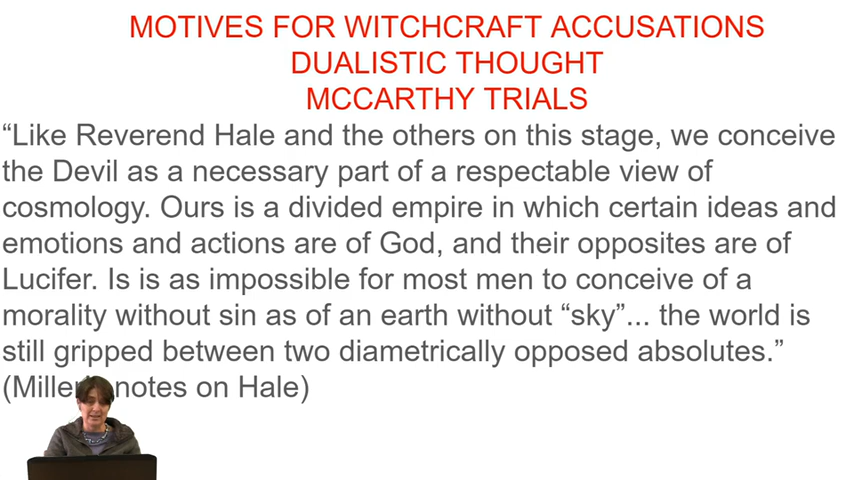 MOTIVES FOR WITCHCRAFT ACCUSATIONS
DUALISTIC THOUGHT
MCCARTHY TRIALS
“Like Reverend Hale and the others on this stage, we conceive
the Devil as a necessary part of a respectable view of
cosmology. Ours is a divided empire in which certain ideas and
emotions and actions are of God, and their opposites are of
Lucifer. Is is as impossible for most men to conceive of a
morality without sin as of an earth without “sky”... the world is
still gripped between two diametrically opposed absolutes.”
notes on Hale)